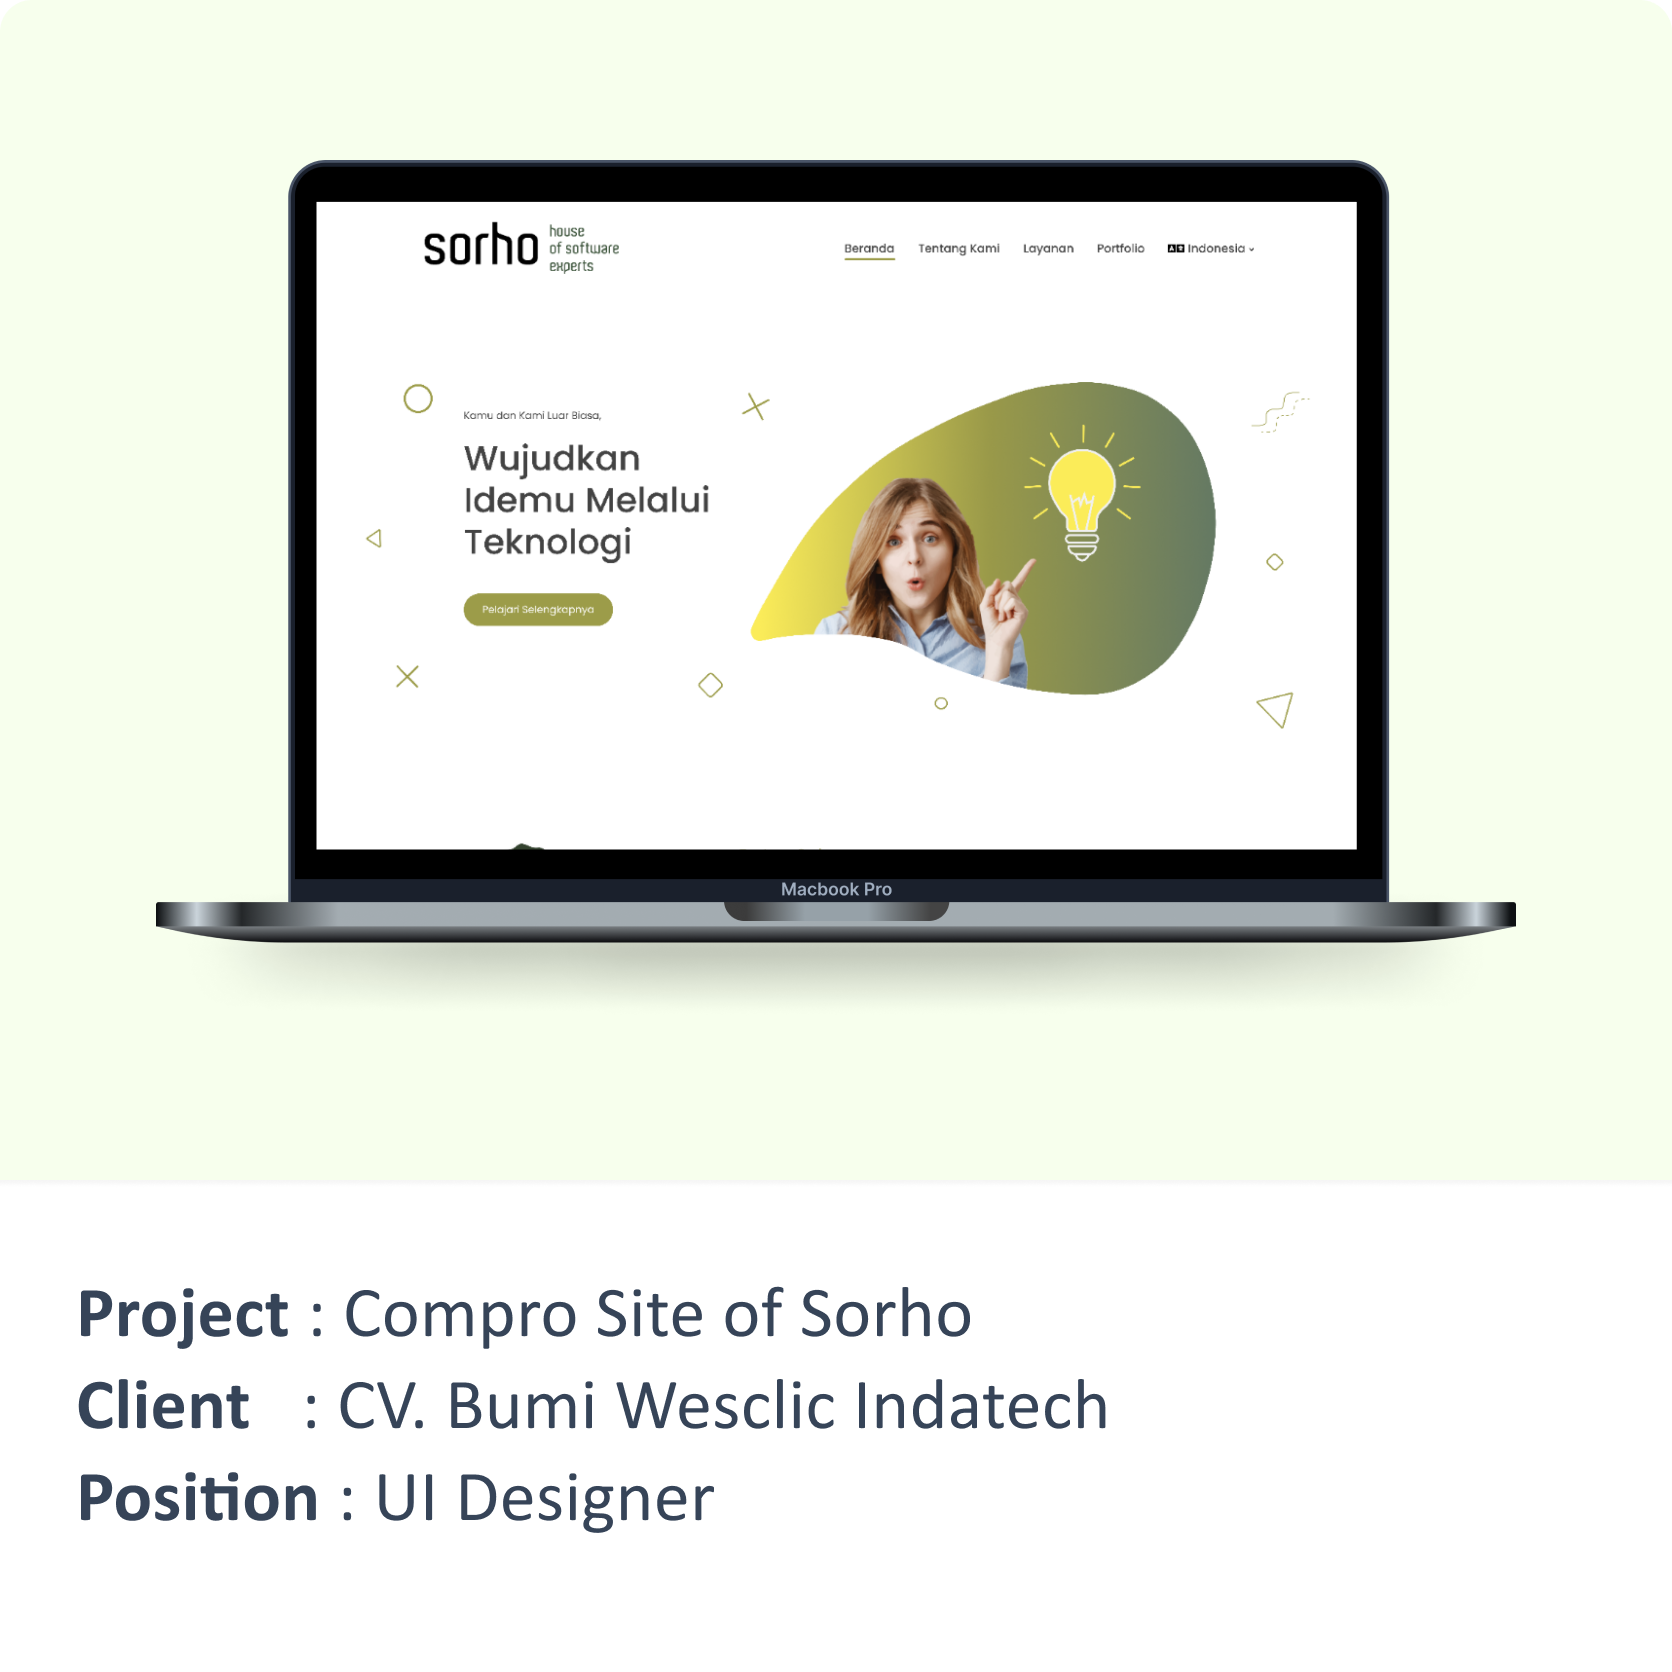 sorho
house
of software
experts
Beranda Tentang Kami Layanan Portfolio Indonesia
Kamu dan Kami Luar Biasa,
Wujudkan
Idemu Melalui
Teknologi
Pelajari Selengkapnya
Macbook Pro
Project : Compro Site of Sorho
Client : CV. Bumi Wesclic Indatech
Position : UI Designer